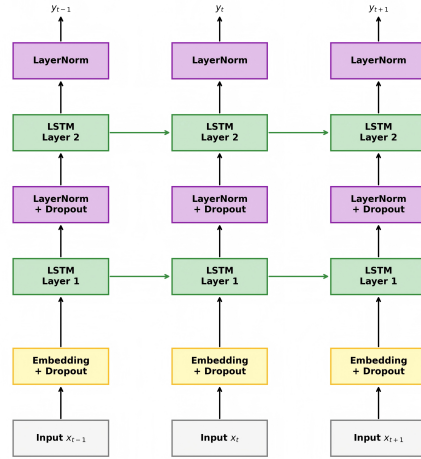 y_{t-1} y_t y_{t+1}
LayerNorm LayerNorm LayerNorm
LSTM LSTM LSTM
Layer 2 Layer 2 Layer 2
LayerNorm LayerNorm LayerNorm
+ Dropout + Dropout + Dropout
LSTM LSTM LSTM
Layer 1 Layer 1 Layer 1
Embedding Embedding Embedding
+ Dropout + Dropout + Dropout
Input x_{t-1} Input x_t Input x_{t+1}